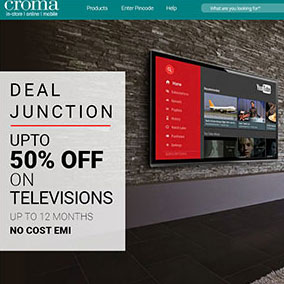 croma
in-store | online | mobile
Products
Enter Pincode
Help
What are you looking for?
DEAL
JUNCTION
UPTO
50% OFF
ON
TELEVISIONS
UP TO 12 MONTHS
NO COST EMI
Home
YouTube